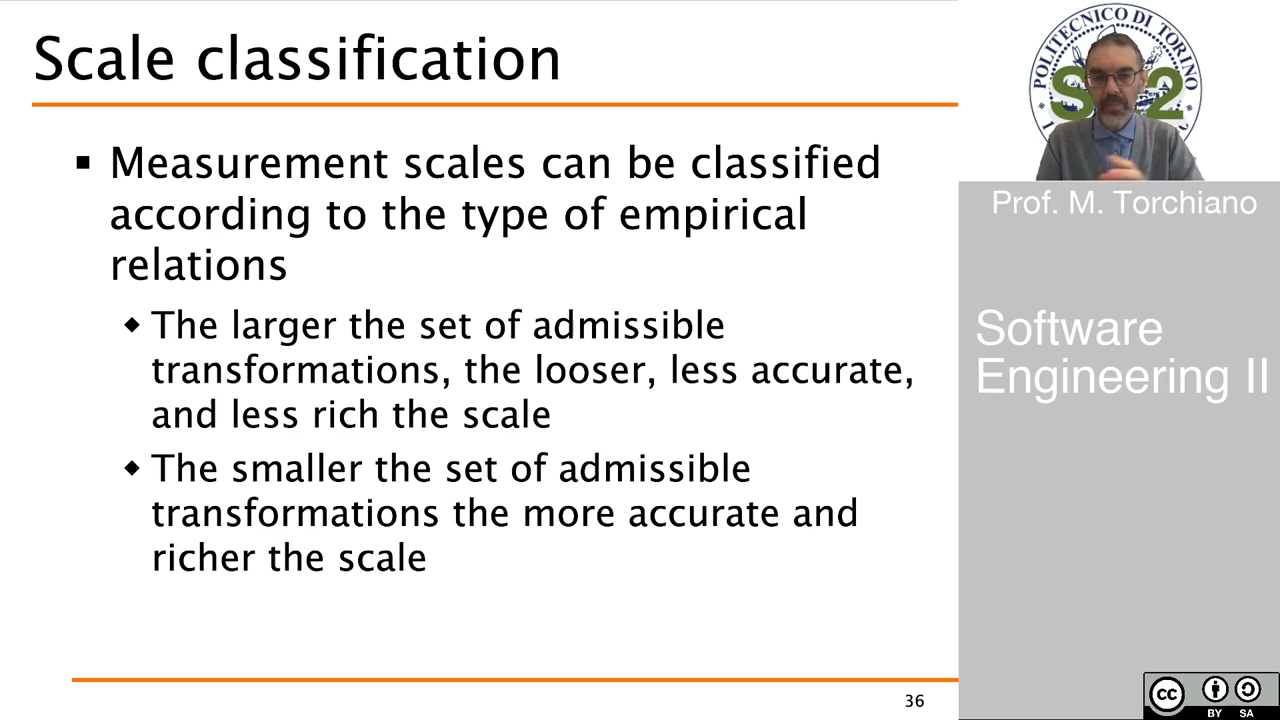 Scale classification
Measurement scales can be classified
according to the type of empirical
relations
The larger the set of admissible
transformations, the looser, less accurate,
and less rich the scale
The smaller the set of admissible
transformations the more accurate and
richer the scale
36
POLITECNICO DI TORINO
Prof. M. Torchiano
Software
Engineering II
cc
BY SA